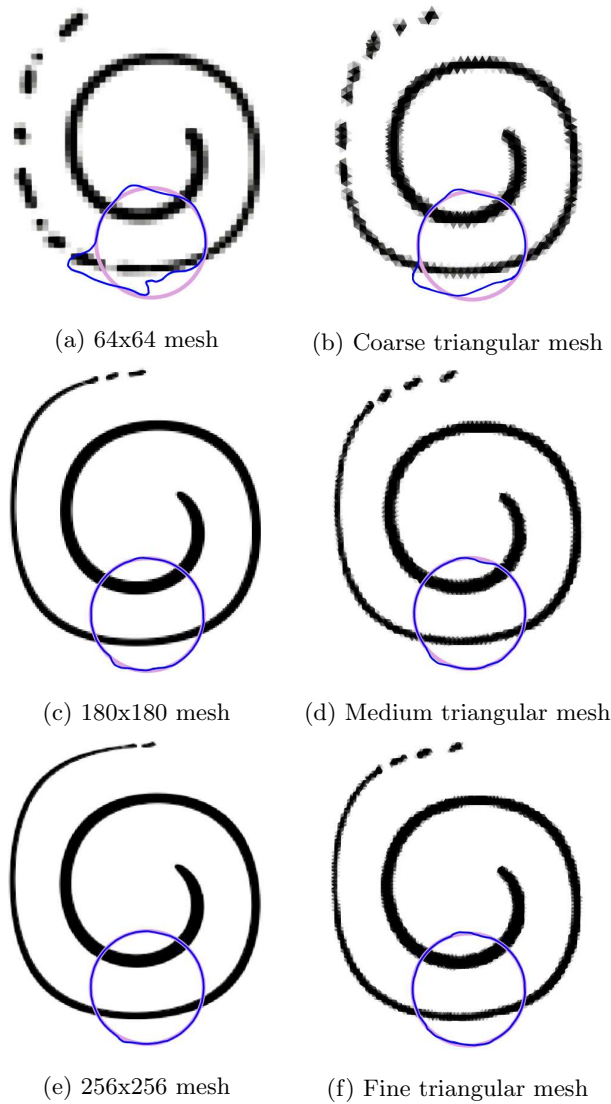 (a) 64x64 mesh
(b) Coarse triangular mesh
(c) 180x180 mesh
(d) Medium triangular mesh
(e) 256x256 mesh
(f) Fine triangular mesh